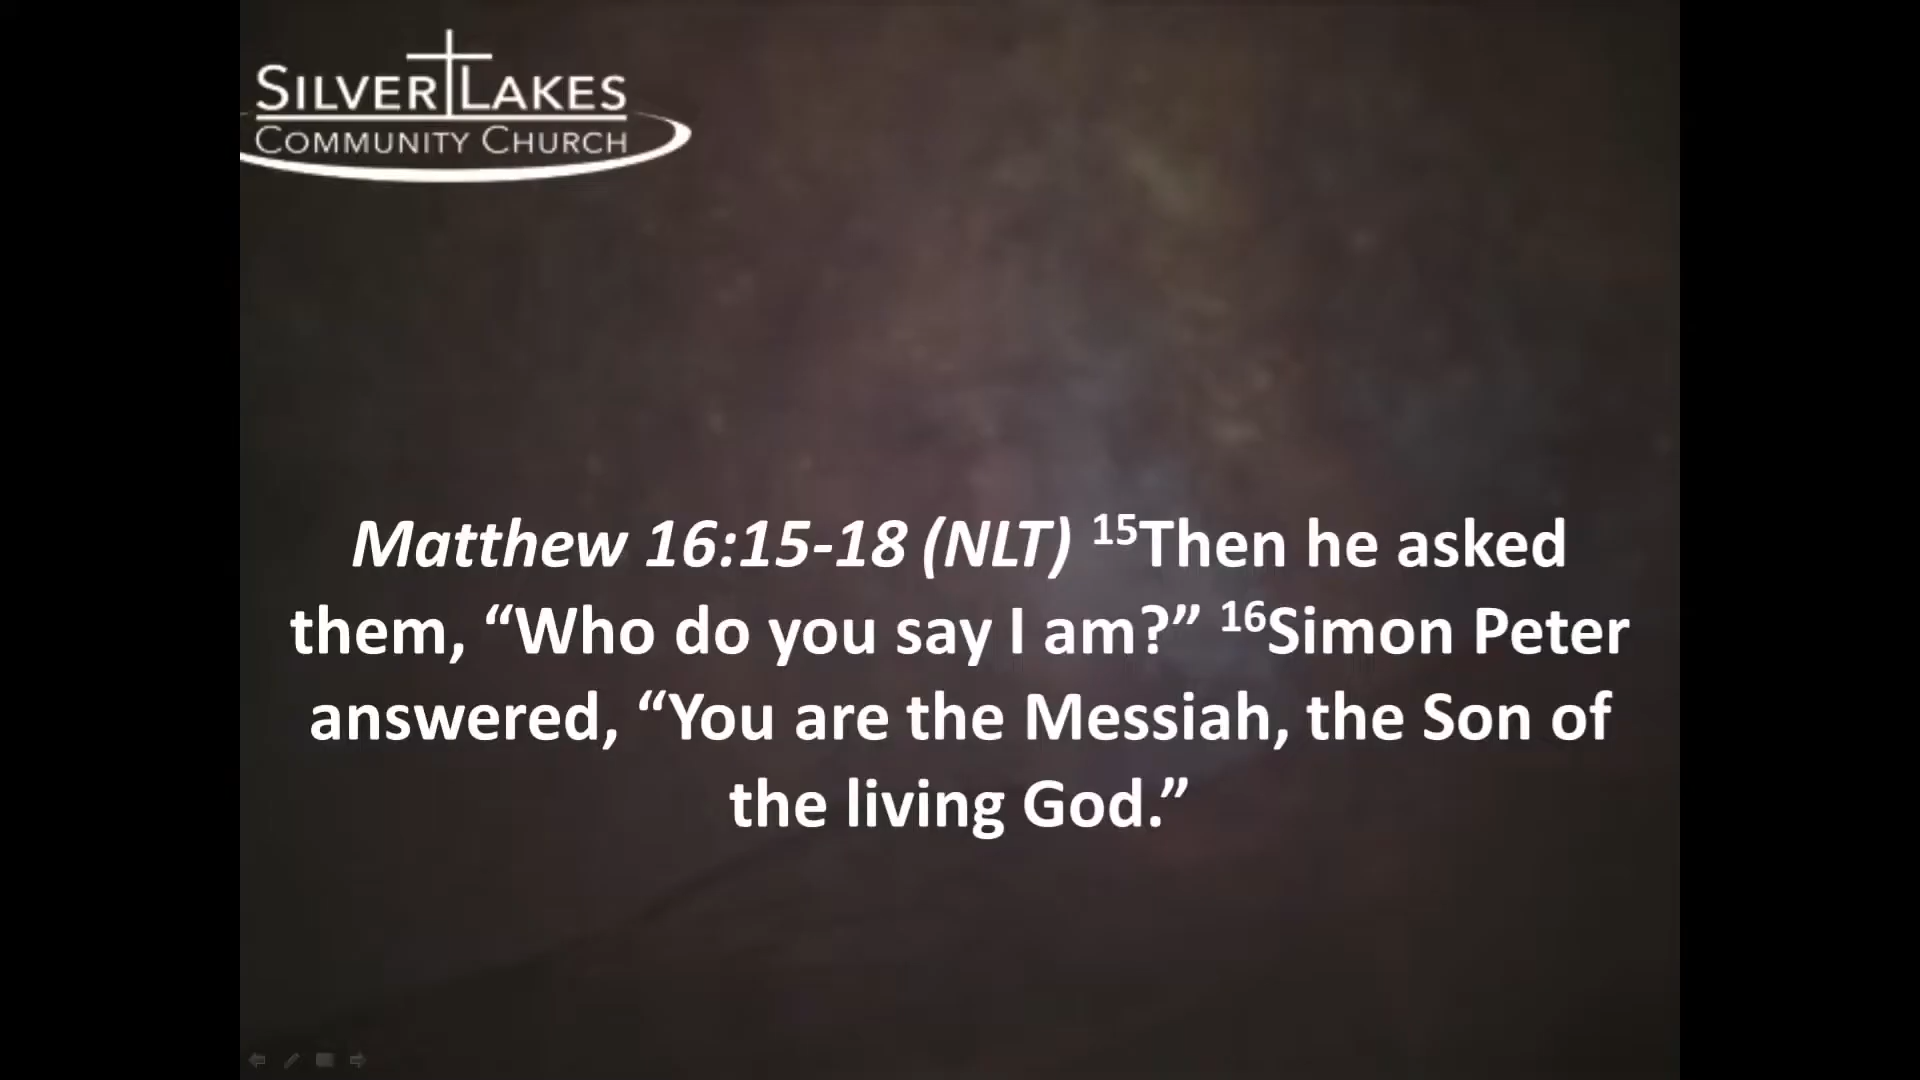 SILVER LAKES
COMMUNITY CHURCH
Matthew 16:15-18 (NLT) 15Then he asked
them, “Who do you say I am?” 16Simon Peter
answered, “You are the Messiah, the Son of
the living God.”